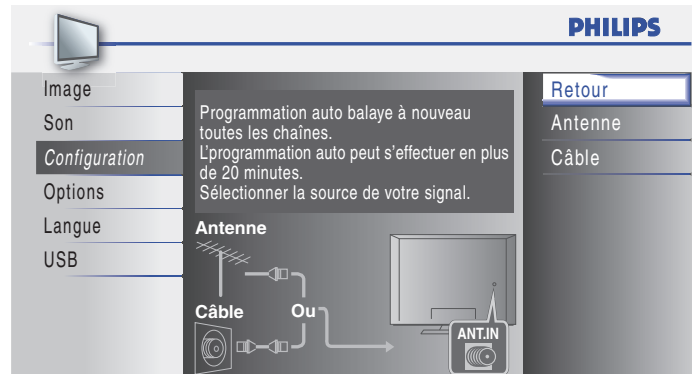 PHILIPS
Image
Son
Configuration
Options
Langue
USB
Programmation auto balaye à nouveau
toutes les chaînes.
L'programmation auto peut s'effectuer en plus
de 20 minutes.
Sélectionner la source de votre signal.
Antenne
Câble
Ou
ANT.IN
Retour
Antenne
Câble